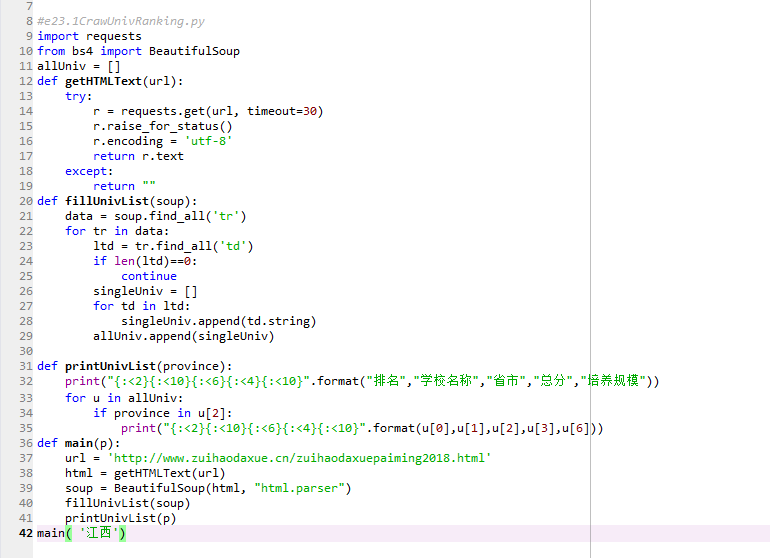 7
8 #e23.1CrawUnivRanking.py
9 import requests
10 from bs4 import BeautifulSoup
11 allUniv = []
12 def getHTMLText(url):
13     try:
14         r = requests.get(url, timeout=30)
15         r.raise_for_status()
16         r.encoding = 'utf-8'
17         return r.text
18     except:
19         return ""
20 def fillUnivList(soup):
21     data = soup.find_all('tr')
22     for tr in data:
23         ltd = tr.find_all('td')
24         if len(ltd)==0:
25             continue
26         singleUniv = []
27         for td in ltd:
28             singleUniv.append(td.string)
29         allUniv.append(singleUniv)
30
31 def printUnivList(province):
32     print("{:<2}{:<10}{:<6}{:<4}{:<10}".format("排名","学校名称","省市","总分","培养规模"))
33     for u in allUniv:
34         if province in u[2]:
35             print("{:<2}{:<10}{:<6}{:<4}{:<10}".format(u[0],u[1],u[2],u[3],u[6]))
36 def main(p):
37     url = 'http://www.zuihaodaxue.cn/zuihaodaxuepaiming2018.html'
38     html = getHTMLText(url)
39     soup = BeautifulSoup(html, "html.parser")
40     fillUnivList(soup)
41     printUnivList(p)
42 main( '江西')